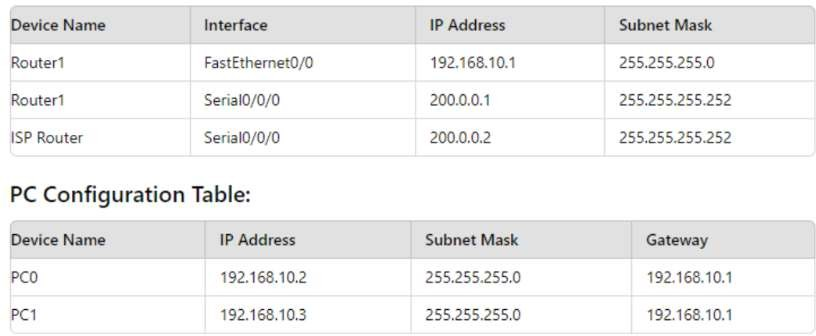 Device Name Interface IP Address Subnet Mask
Router1 FastEthernet0/0 192.168.10.1 255.255.255.0
Router1 Serial0/0/0 200.0.0.1 255.255.255.252
ISP Router Serial0/0/0 200.0.0.2 255.255.255.252
PC Configuration Table:
Device Name IP Address Subnet Mask Gateway
PC0 192.168.10.2 255.255.255.0 192.168.10.1
PC1 192.168.10.3 255.255.255.0 192.168.10.1